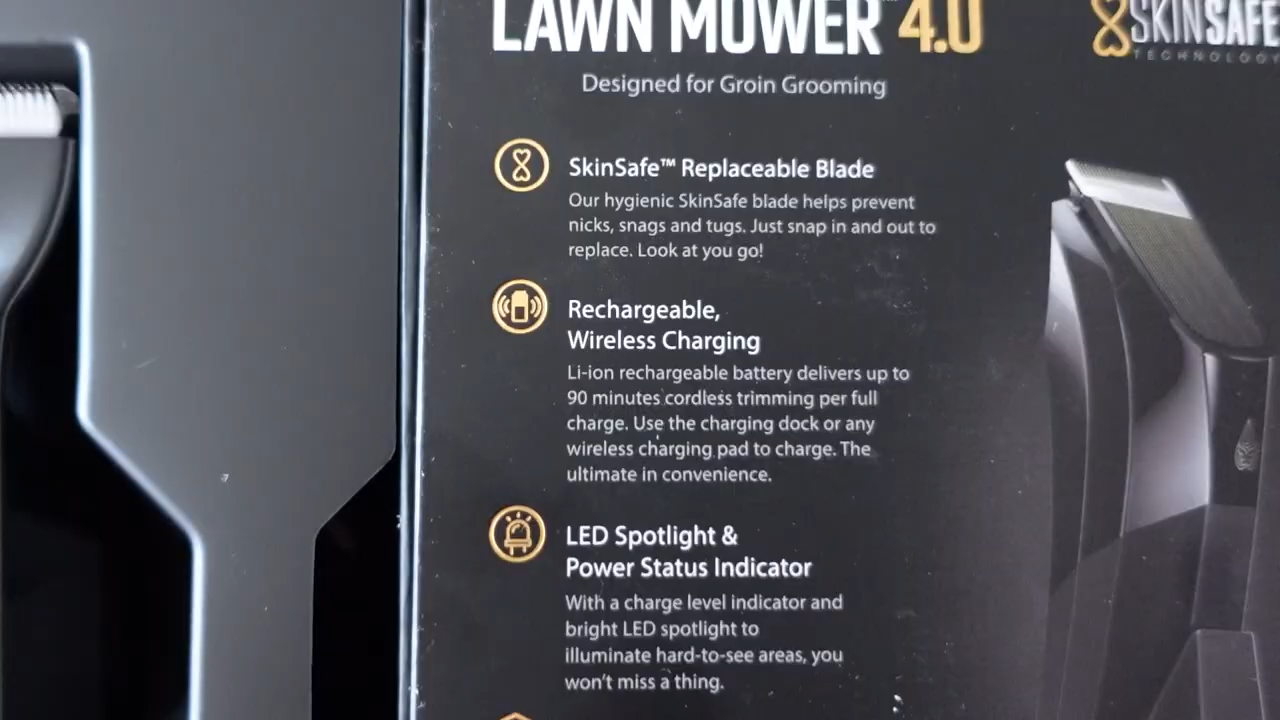 LAWN MOWER™ 4.0
SKINSAFE
TECHNOLOGY
Designed for Groin Grooming
SkinSafe™ Replaceable Blade
Our hygienic SkinSafe blade helps prevent
nicks, snags and tugs. Just snap in and out to
replace. Look at you go!
Rechargeable,
Wireless Charging
Li-ion rechargeable battery delivers up to
90 minutes cordless trimming per full
charge. Use the charging dock or any
wireless charging pad to charge. The
ultimate in convenience.
LED Spotlight &
Power Status Indicator
With a charge level indicator and
bright LED spotlight to
illuminate hard-to-see areas, you
won't miss a thing.